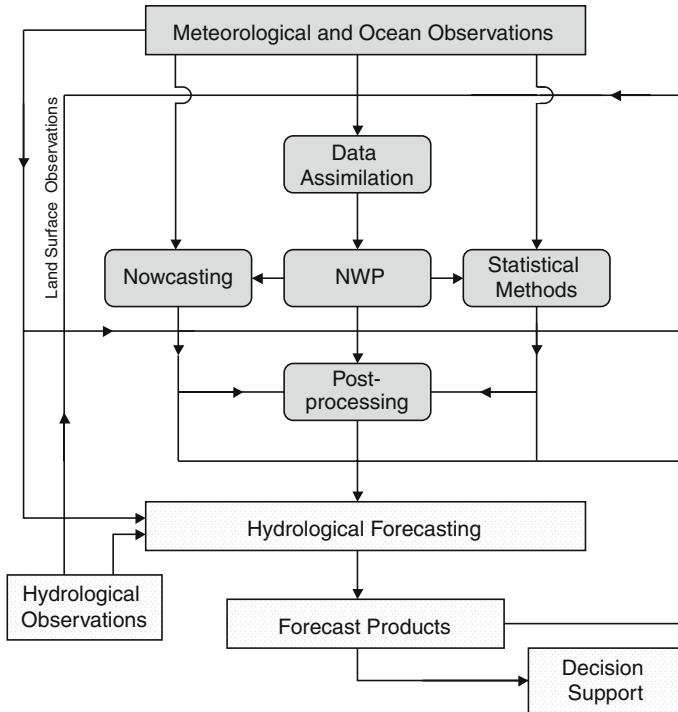 Meteorological and Ocean Observations
Land Surface Observations
Data
Assimilation
Nowcasting
NWP
Statistical
Methods
Post-
processing
Hydrological Forecasting
Hydrological
Observations
Forecast Products
Decision
Support